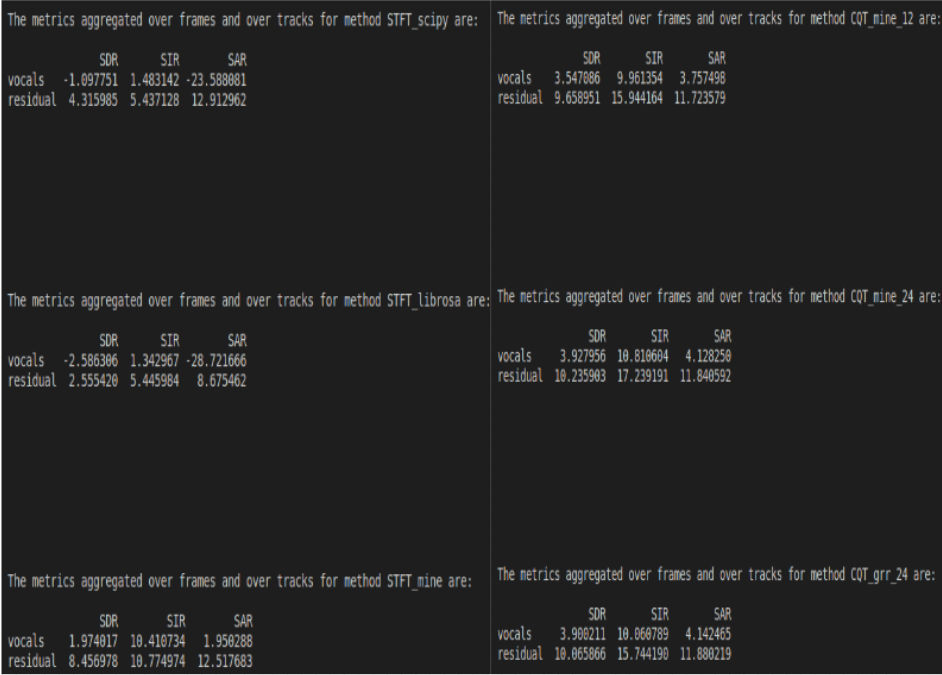 The metrics aggregated over frames and over tracks for method STFT_scipy are:
SDR SIR SAR
vocals -1.097751 1.483142 -23.588081
residual 4.315985 5.437128 12.912962
The metrics aggregated over frames and over tracks for method STFT_librosa are:
SDR SIR SAR
vocals -2.586306 1.342967 -28.721666
residual 2.555420 5.445984 8.675462
The metrics aggregated over frames and over tracks for method STFT_mine are:
SDR SIR SAR
vocals 1.974017 10.410734 1.950288
residual 8.456978 10.774974 12.517683
The metrics aggregated over frames and over tracks for method CQT_mine_12 are:
SDR SIR SAR
vocals 3.547086 9.961354 3.757498
residual 9.658951 15.944164 11.723579
The metrics aggregated over frames and over tracks for method CQT_mine_24 are:
SDR SIR SAR
vocals 3.927956 10.810604 4.128250
residual 10.235903 17.239191 11.840592
The metrics aggregated over frames and over tracks for method CQT_grr_24 are:
SDR SIR SAR
vocals 3.900211 10.060789 4.142465
residual 10.065866 15.744190 11.880219